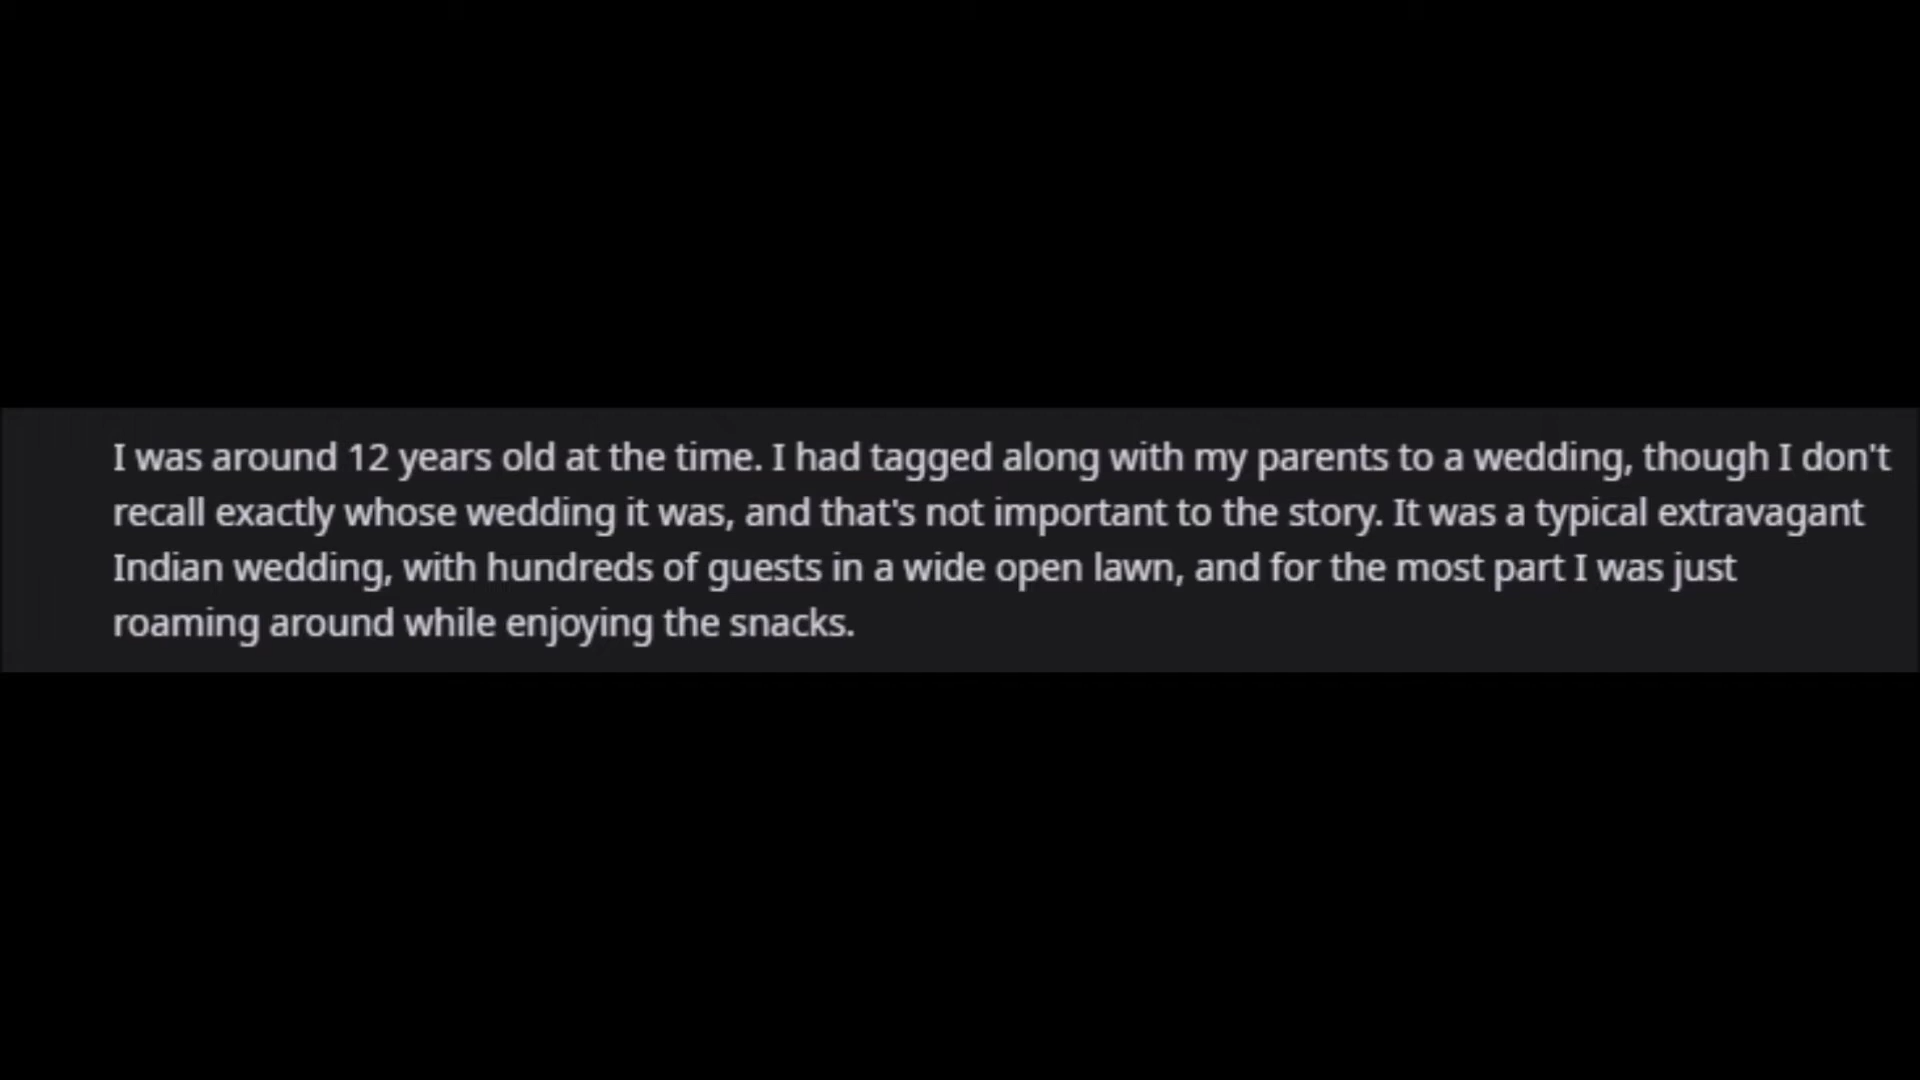 I was around 12 years old at the time. I had tagged along with my parents to a wedding, though I don't
recall exactly whose wedding it was, and that's not important to the story. It was a typical extravagant
Indian wedding, with hundreds of guests in a wide open lawn, and for the most part I was just
roaming around while enjoying the snacks.